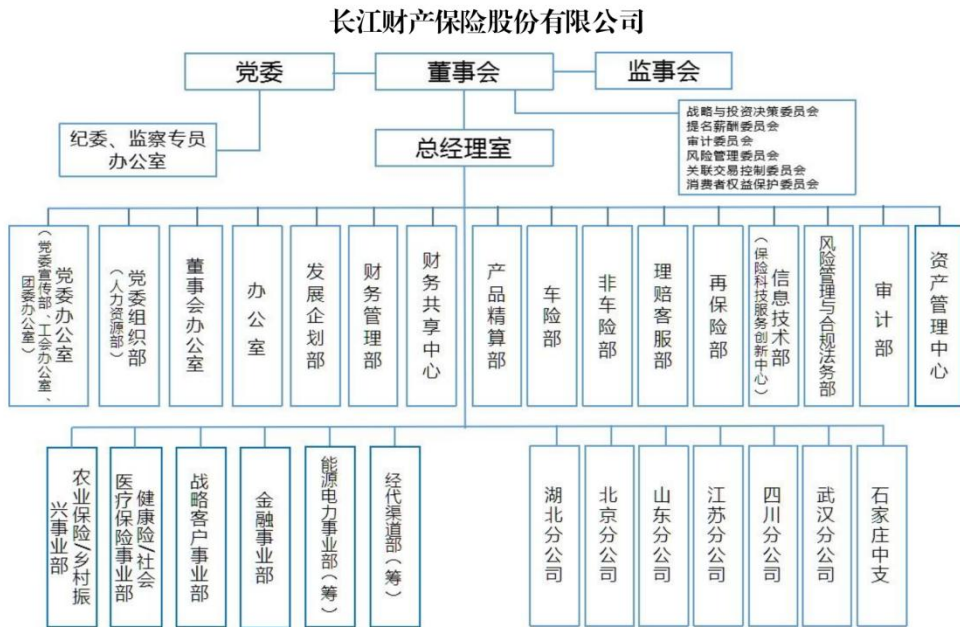 长江财产保险股份有限公司
党委
董事会
监事会
纪委、监察专员
办公室
总经理室
战略与投资决策委员会
提名薪酬委员会
审计委员会
风险管理委员会
关联交易控制委员会
消费者权益保护委员会
党委办公室
（党委宣传部、工会办公室、
团委办公室）
党委组织部
（人力资源部）
董事会办公室
办公室
发展企划部
财务管理部
财务共享中心
产品精算部
车险部
非车险部
理赔客服部
再保险部
信息技术部
（保险科技服务创新中心）
风险管理与合规法务部
审计部
资产管理中心
农业保险/乡村振
兴事业部
健康险/社会
医疗保险事业部
战略客户事业部
金融事业部
能源电力事业部（筹）
经代渠道部（筹）
湖北分公司
北京分公司
山东分公司
江苏分公司
四川分公司
武汉分公司
石家庄中支